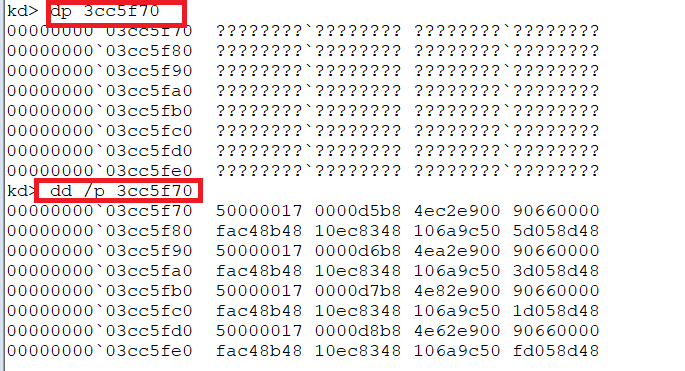 kd> dp 3cc5f70
00000000`03cc5f70  ????????`???????? ????????`????????
00000000`03cc5f80  ????????`???????? ????????`????????
00000000`03cc5f90  ????????`???????? ????????`????????
00000000`03cc5fa0  ????????`???????? ????????`????????
00000000`03cc5fb0  ????????`???????? ????????`????????
00000000`03cc5fc0  ????????`???????? ????????`????????
00000000`03cc5fd0  ????????`???????? ????????`????????
00000000`03cc5fe0  ????????`???????? ????????`????????
kd> dd /p 3cc5f70
00000000`03cc5f70  50000017 0000d5b8 4ec2e900 90660000
00000000`03cc5f80  fac48b48 10ec8348 106a9c50 5d058d48
00000000`03cc5f90  50000017 0000d6b8 4ea2e900 90660000
00000000`03cc5fa0  fac48b48 10ec8348 106a9c50 3d058d48
00000000`03cc5fb0  50000017 0000d7b8 4e82e900 90660000
00000000`03cc5fc0  fac48b48 10ec8348 106a9c50 1d058d48
00000000`03cc5fd0  50000017 0000d8b8 4e62e900 90660000
00000000`03cc5fe0  fac48b48 10ec8348 106a9c50 fd058d48